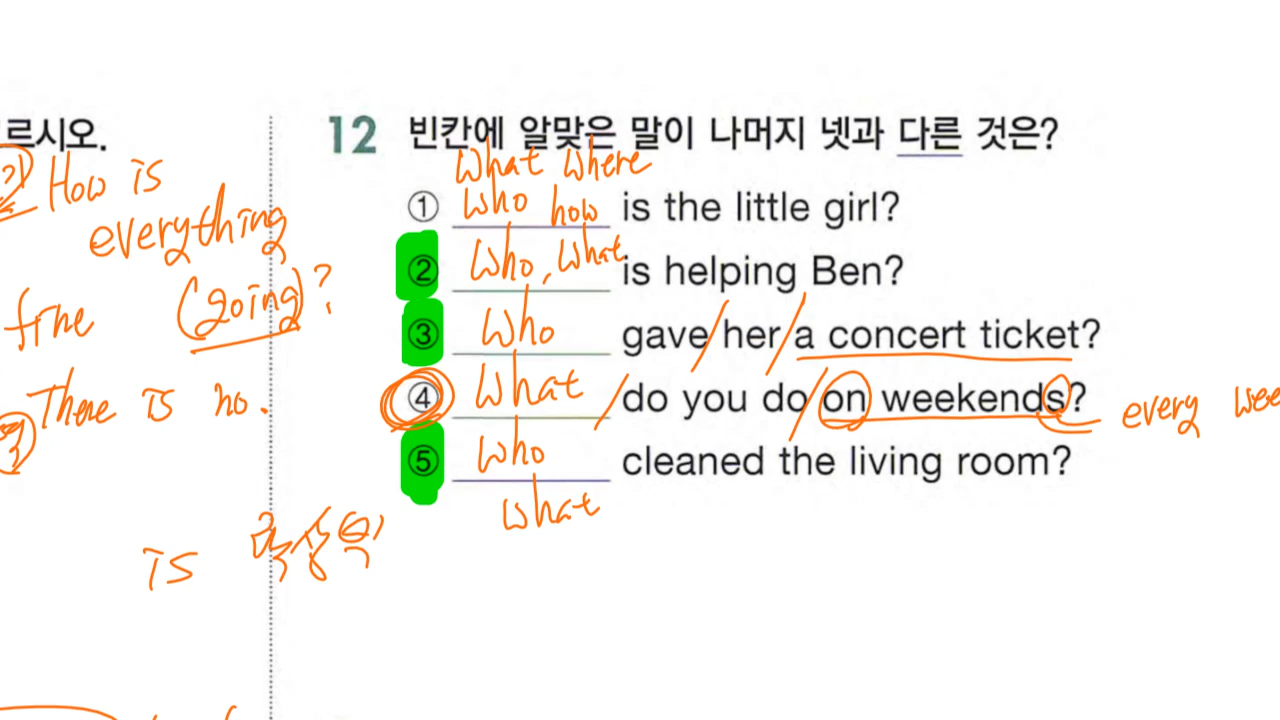 르시오.
How is
everything
fine (going)?
There is no.
is
12 빈칸에 알맞은 말이 나머지 넷과 다른 것은?
what where
① who how is the little girl?
② who, what is helping Ben?
③ who gave / her / a concert ticket?
④ what / do you do / on weekends?
every
⑤ who cleaned the living room?
what